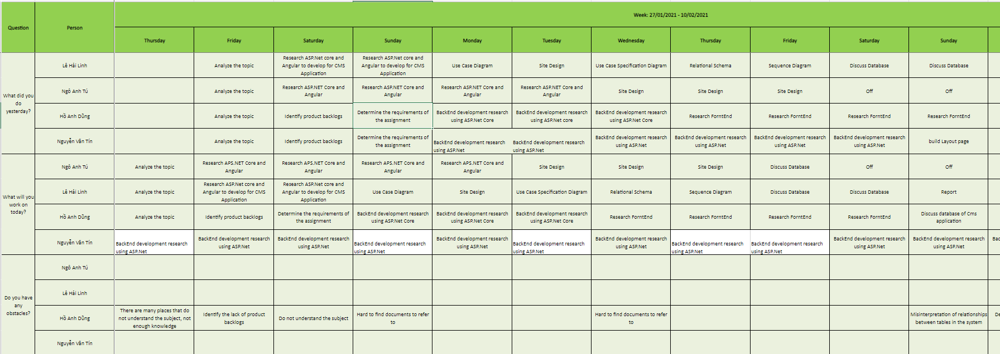 Week: 27/01/2021 - 10/02/2021
Question
Person
Thursday
Friday
Saturday
Sunday
Monday
Tuesday
Wednesday
Thursday
Friday
Saturday
Sunday
What did you
do
yesterday?
Lê Hải Linh
Analyze the topic
Research ASP.Net core and
Angular to develop for CMS
Application
Research ASP.Net core and
Angular to develop for CMS
Application
Use Case Diagram
Site Design
Use Case Specification Diagram
Relational Schema
Sequence Diagram
Discuss Database
Discuss Database
Ngô Anh Tú
Analyze the topic
Research ASP.NET Core and
Angular
Research ASP.NET Core and
Angular
Research ASP.NET Core and
Angular
Research ASP.NET Core and
Angular
Site Design
Site Design
Site Design
Off
Off
Hồ Anh Dũng
Analyze the topic
Identify product backlogs
Determine the requirements of
the assignment
BackEnd development research
using ASP.Net Core
BackEnd development research
using ASP.Net core
BackEnd development research
using ASP.Net Core
Research ForntEnd
Research ForntEnd
Research ForntEnd
Research ForntEnd
Nguyễn Văn Tín
Analyze the topic
Identify product backlogs
Determine the requirements of
the assignment
BackEnd development research
using ASP.Net
BackEnd development research
using ASP.Net
BackEnd development research
using ASP.Net
BackEnd development research
using ASP.Net
BackEnd development research
using ASP.Net
BackEnd development research
using ASP.Net
build Layout page
What will you
work on
today?
Ngô Anh Tú
Analyze the topic
Research APS.NET Core and
Angular
Research APS.NET Core and
Angular
Research APS.NET Core and
Angular
Research APS.NET Core and
Angular
Site Design
Site Design
Site Design
Discuss Database
Off
Off
Lê Hải Linh
Analyze the topic
Research ASP.Net core and
Angular to develop for CMS
Application
Research ASP.Net core and
Angular to develop for CMS
Application
Use Case Diagram
Site Design
Use Case Specification Diagram
Relational Schema
Sequence Diagram
Discuss Database
Discuss Database
Report
Hồ Anh Dũng
Analyze the topic
Identify product backlogs
Determine the requirements of
the assignment
BackEnd development research
using ASP.Net Core
BackEnd development research
using ASP.Net Core
BackEnd development research
using ASP.Net Core
Research ForntEnd
Research ForntEnd
Research ForntEnd
Research ForntEnd
Discuss database of Cms
application
Nguyễn Văn Tín
BackEnd development research
using ASP.Net
BackEnd development research
using ASP.Net
BackEnd development research
using ASP.Net
BackEnd development research
using ASP.Net
BackEnd development research
using ASP.Net
BackEnd development research
using ASP.Net
BackEnd development research
using ASP.Net
BackEnd development research
using ASP.Net
BackEnd development research
using ASP.Net
BackEnd development research
using ASP.Net
BackEnd development research
using ASP.Net
Do you have
any
obstacles?
Ngô Anh Tú
Lê Hải Linh
Hồ Anh Dũng
There are many places that do
not understand the subject, not
enough knowledge
Identify the lack of product
backlogs
Do not understand the subject
Hard to find documents to refer
to
Hard to find documents to refer
to
Misinterpretation of relationships
between tables in the system
Nguyễn Văn Tín